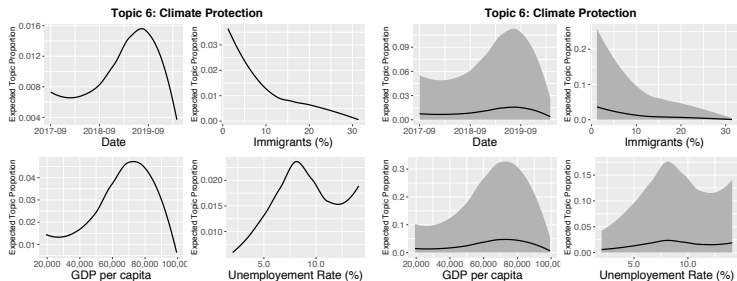 Topic 6: Climate Protection
Topic 6: Climate Protection
Expected Topic Proportion
0.016
0.012
0.008
0.004
2017-09 2018-09 2019-09
Date
Expected Topic Proportion
0.03
0.02
0.01
0.00
0 10 20 30
Immigrants (%)
Expected Topic Proportion
0.09
0.06
0.03
0.00
2017-09 2018-09 2019-09
Date
Expected Topic Proportion
0.2
0.1
0.0
0 10 20 30
Immigrants (%)
Expected Topic Proportion
0.04
0.03
0.02
0.01
20,000 40,000 60,000 80,000 100,00
GDP per capita
Expected Topic Proportion
0.020
0.015
0.010
5.0 10.0
Unemployement Rate (%)
Expected Topic Proportion
0.3
0.2
0.1
0.0
20,000 40,000 60,000 80,000 100,000
GDP per capita
Expected Topic Proportion
0.15
0.10
0.05
0.00
5.0 10.0
Unemployement Rate (%)